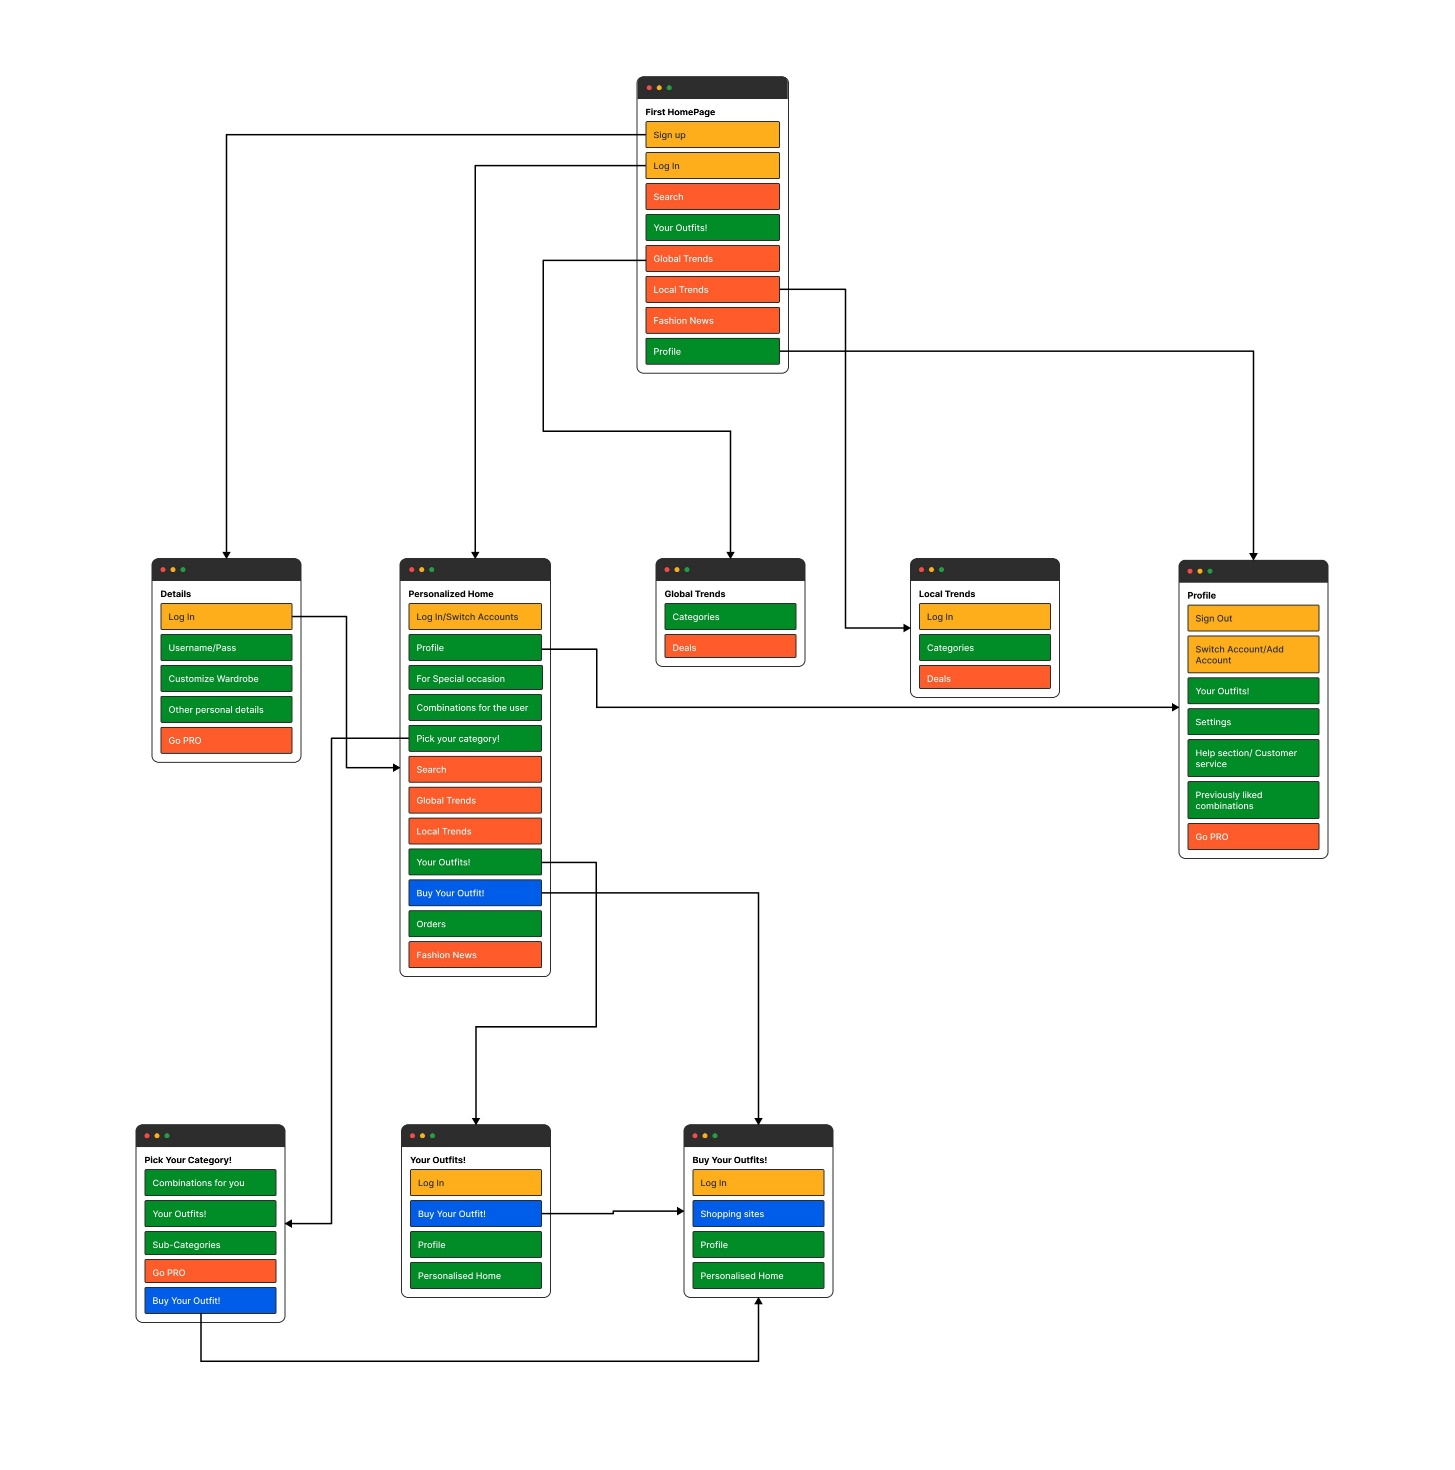 First HomePage
Sign up
Log In
Search
Your Outfits!
Global Trends
Local Trends
Fashion News
Profile
Details
Log In
Username/Pass
Customize Wardrobe
Other personal details
Go PRO
Personalized Home
Log In/Switch Accounts
Profile
For Special occasion
Combinations for the user
Pick your category!
Search
Global Trends
Local Trends
Your Outfits!
Buy Your Outfit!
Orders
Fashion News
Global Trends
Categories
Deals
Local Trends
Log In
Categories
Deals
Profile
Sign Out
Switch Account/Add
Account
Your Outfits!
Settings
Help section/ Customer
service
Previously liked
combinations
Go PRO
Pick Your Category!
Combinations for you
Your Outfits!
Sub-Categories
Go PRO
Buy Your Outfit!
Your Outfits!
Log In
Buy Your Outfit!
Profile
Personalised Home
Buy Your Outfits!
Log In
Shopping sites
Profile
Personalised Home